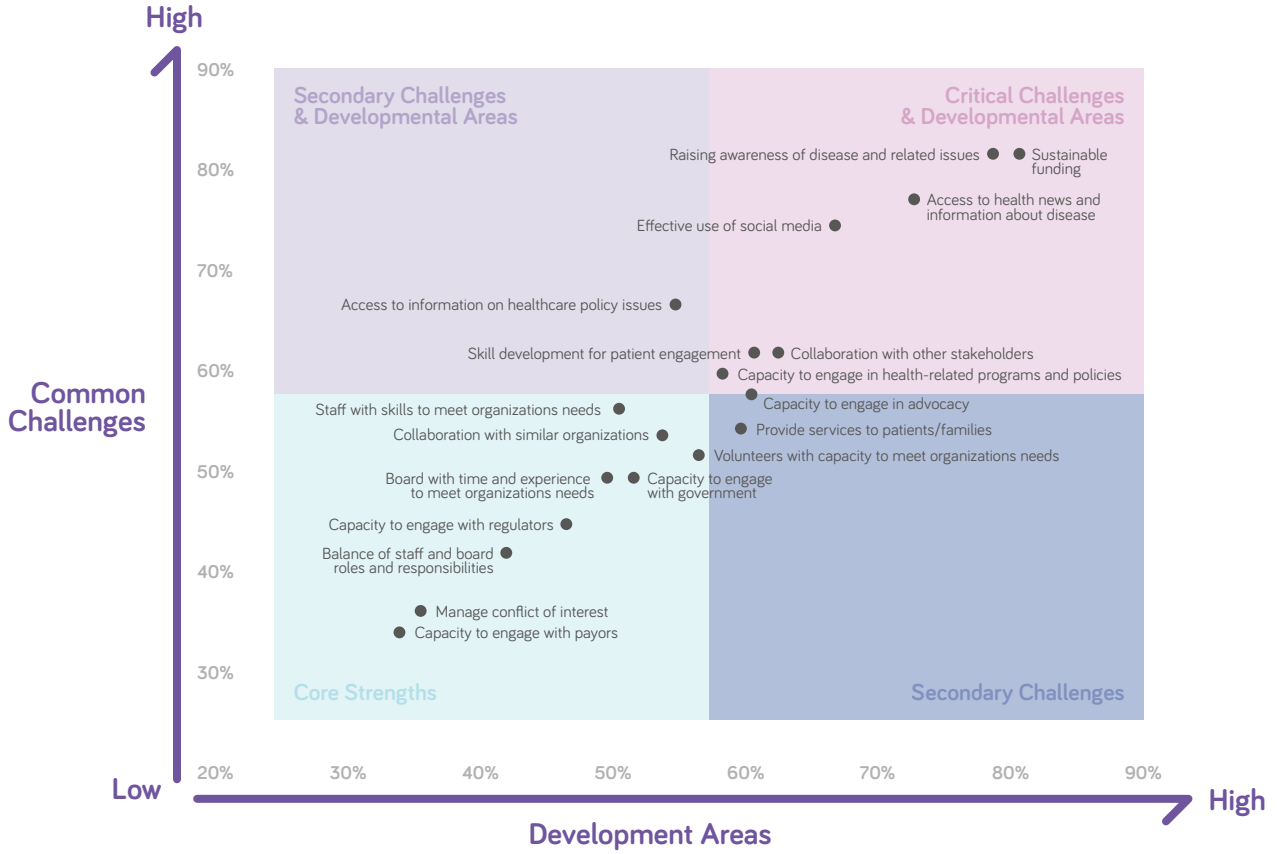 High
90%
Secondary Challenges
& Developmental Areas
Critical Challenges
& Developmental Areas
Raising awareness of disease and related issues
Sustainable
funding
80%
Access to health news and
information about disease
Effective use of social media
70%
Access to information on healthcare policy issues
Skill development for patient engagement
Collaboration with other stakeholders
60%
Capacity to engage in health-related programs and policies
Common
Challenges
Capacity to engage in advocacy
Staff with skills to meet organizations needs
Provide services to patients/families
Collaboration with similar organizations
Volunteers with capacity to meet organizations needs
50%
Board with time and experience
to meet organizations needs
Capacity to engage
with government
Capacity to engage with regulators
Balance of staff and board
roles and responsibilities
40%
Manage conflict of interest
Capacity to engage with payors
30%
Core Strengths
Secondary Challenges
20%
30%
40%
50%
60%
70%
80%
90%
Low
High
Development Areas